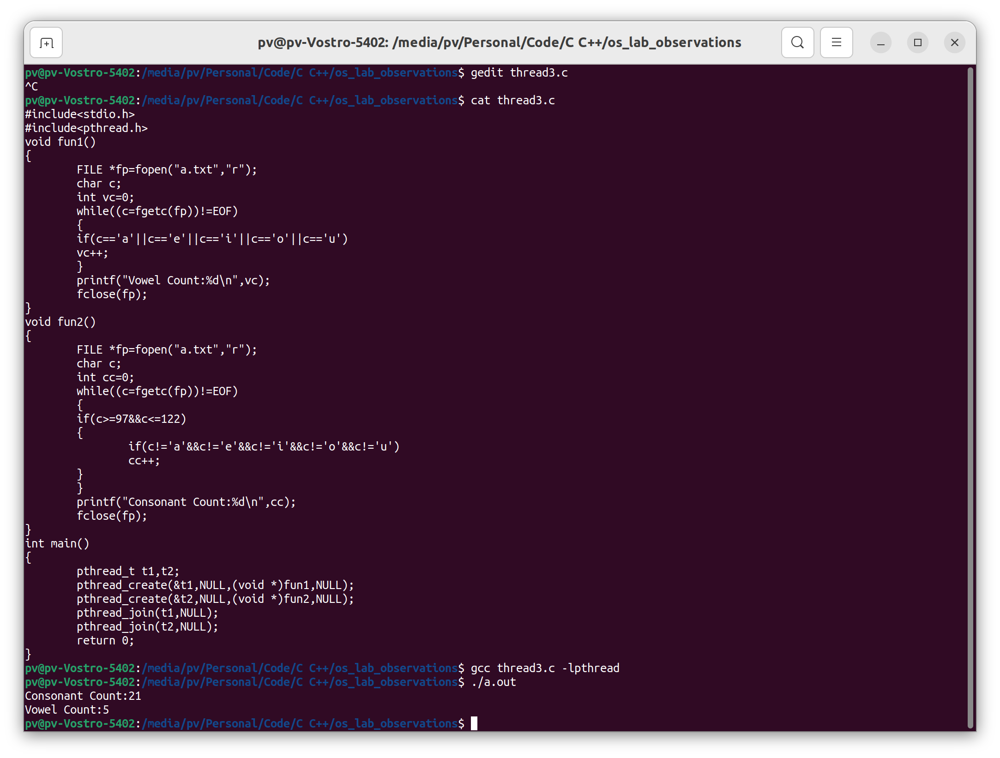 pv@pv-Vostro-5402: /media/pv/Personal/Code/C C++/os_lab_observations
pv@pv-Vostro-5402:/media/pv/Personal/Code/C C++/os_lab_observations$ gedit thread3.c
^C
pv@pv-Vostro-5402:/media/pv/Personal/Code/C C++/os_lab_observations$ cat thread3.c
#include<stdio.h>
#include<pthread.h>
void fun1()
{
        FILE *fp=fopen("a.txt","r");
        char c;
        int vc=0;
        while((c=fgetc(fp))!=EOF)
        {
        if(c=='a'||c=='e'||c=='i'||c=='o'||c=='u')
        vc++;
        }
        printf("Vowel Count:%d\n",vc);
        fclose(fp);
}
void fun2()
{
        FILE *fp=fopen("a.txt","r");
        char c;
        int cc=0;
        while((c=fgetc(fp))!=EOF)
        {
        if(c>=97&&c<=122)
        {
                if(c!='a'&&c!='e'&&c!='i'&&c!='o'&&c!='u')
                cc++;
        }
        }
        printf("Consonant Count:%d\n",cc);
        fclose(fp);
}
int main()
{
        pthread_t t1,t2;
        pthread_create(&t1,NULL,(void *)fun1,NULL);
        pthread_create(&t2,NULL,(void *)fun2,NULL);
        pthread_join(t1,NULL);
        pthread_join(t2,NULL);
        return 0;
}
pv@pv-Vostro-5402:/media/pv/Personal/Code/C C++/os_lab_observations$ gcc thread3.c -lpthread
pv@pv-Vostro-5402:/media/pv/Personal/Code/C C++/os_lab_observations$ ./a.out
Consonant Count:21
Vowel Count:5
pv@pv-Vostro-5402:/media/pv/Personal/Code/C C++/os_lab_observations$